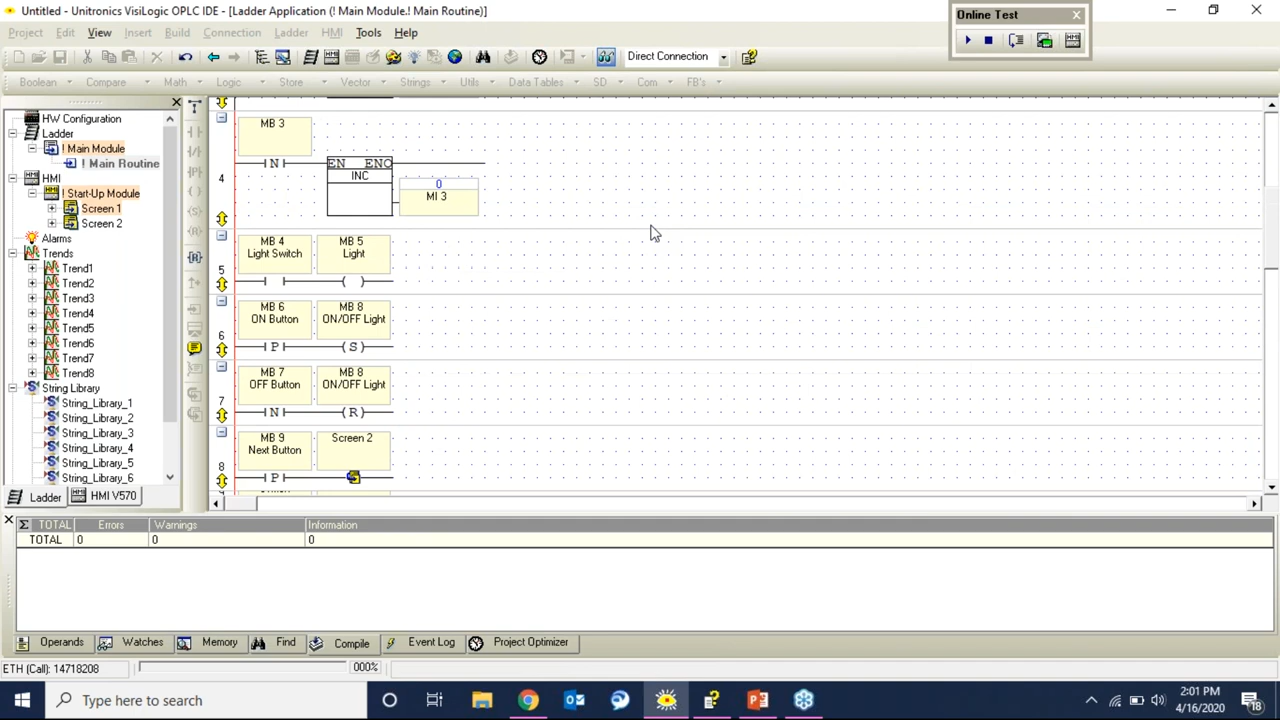 Untitled - Unitronics VisiLogic OPLC IDE - [Ladder Application (! Main Module.! Main Routine)]
Online Test
Project Edit View Insert Build Connection Ladder HMI Tools Help
Direct Connection
Boolean Compare Math Logic Store Vector Strings Utils Data Tables SD Com FB's
HW Configuration
Ladder
! Main Module
! Main Routine
HMI
! Start-Up Module
Screen 1
Screen 2
Alarms
Trends
Trend1
Trend2
Trend3
Trend4
Trend5
Trend6
Trend7
Trend8
String Library
String_Library_1
String_Library_2
String_Library_3
String_Library_4
String_Library_5
String_Library_6
Ladder HMI V570
MB 3
N
EN ENO
INC
0
MI 3
4
MB 4
Light Switch
MB 5
Light
5
MB 6
ON Button
MB 8
ON/OFF Light
6
P (S)
MB 7
OFF Button
MB 8
ON/OFF Light
7
N (R)
MB 9
Next Button
Screen 2
8
P
Σ TOTAL Errors Warnings Information
TOTAL 0 0 0
Operands Watches Memory Find Compile Event Log Project Optimizer
ETH (Call): 14718208 000%
Type here to search
2:01 PM
4/16/2020
18